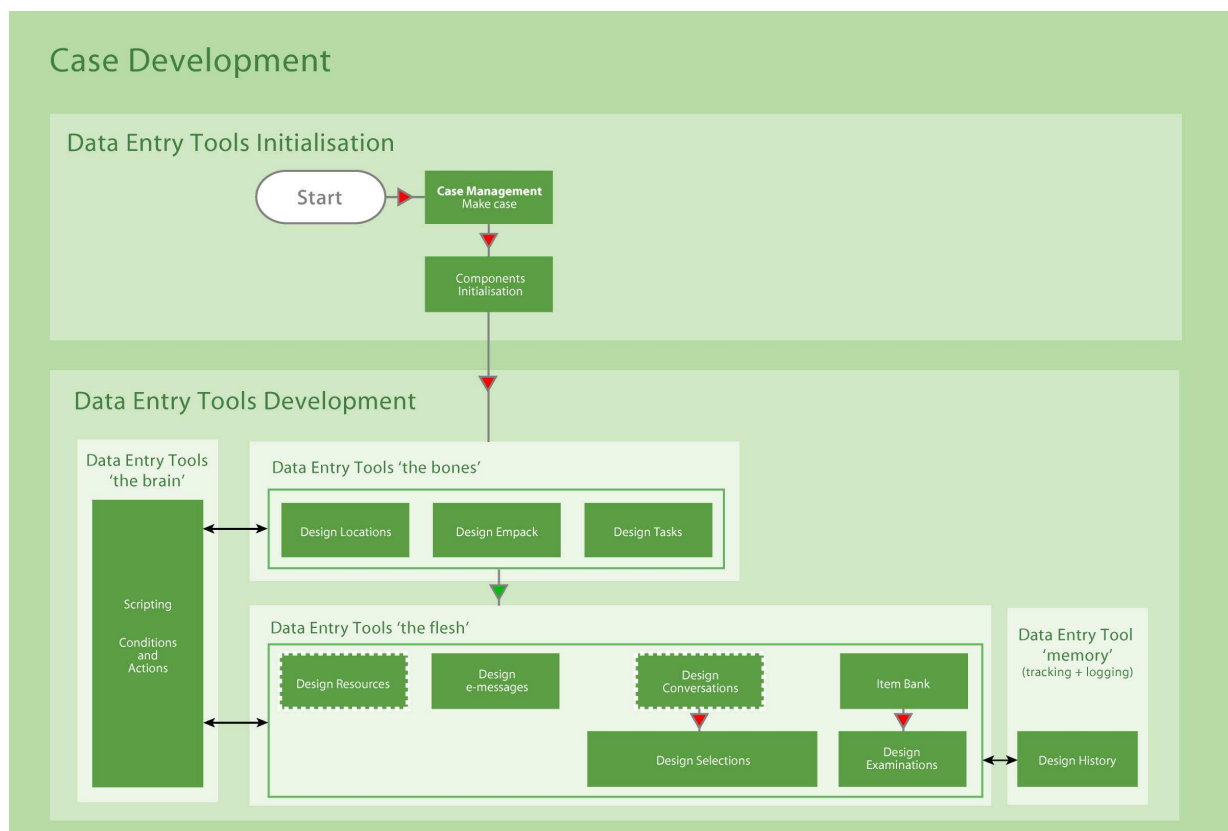 Case Development
Data Entry Tools Initialisation
Start
Case Management
Make case
Components
Initialisation
Data Entry Tools Development
Data Entry Tools
‘the brain’
Scripting
Conditions
and
Actions
Data Entry Tools ‘the bones’
Design Locations
Design Empack
Design Tasks
Data Entry Tools ‘the flesh’
Design Resources
Design
e-messages
Design
Conversations
Item Bank
Design Selections
Design
Examinations
Data Entry Tool
‘memory’
(tracking + logging)
Design History